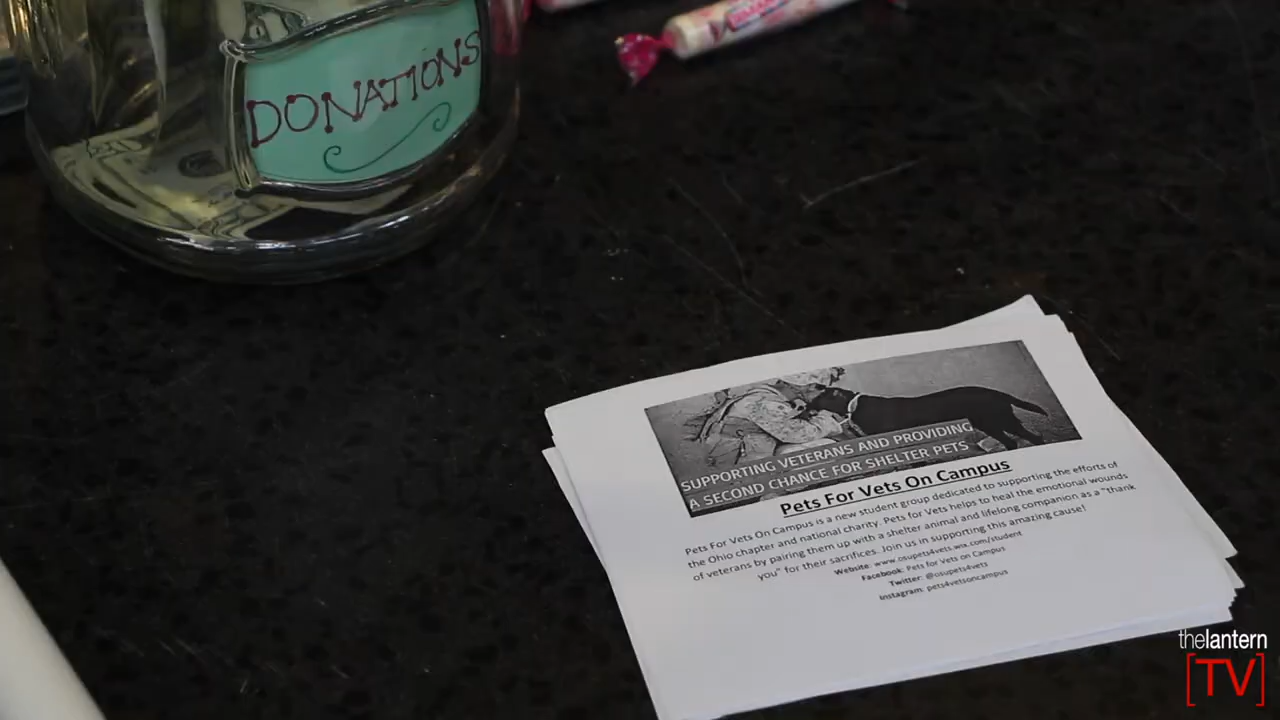 DONATIONS
SUPPORTING VETERANS AND PROVIDING
A SECOND CHANCE FOR SHELTER PETS
Pets For Vets On Campus
Pets For Vets On Campus is a new student group dedicated to supporting the efforts of
the Ohio chapter and national charity. Pets for Vets helps to heal the emotional wounds
of veterans by pairing them up with a shelter animal and lifelong companion as a "thank
you" for their sacrifices. Join us in supporting this amazing cause!
Website: www.osupets4vets.wix.com/student
Facebook: Pets for Vets on Campus
Twitter: @osupets4vets
Instagram: pets4vetsoncampus
thelantern
[TV]